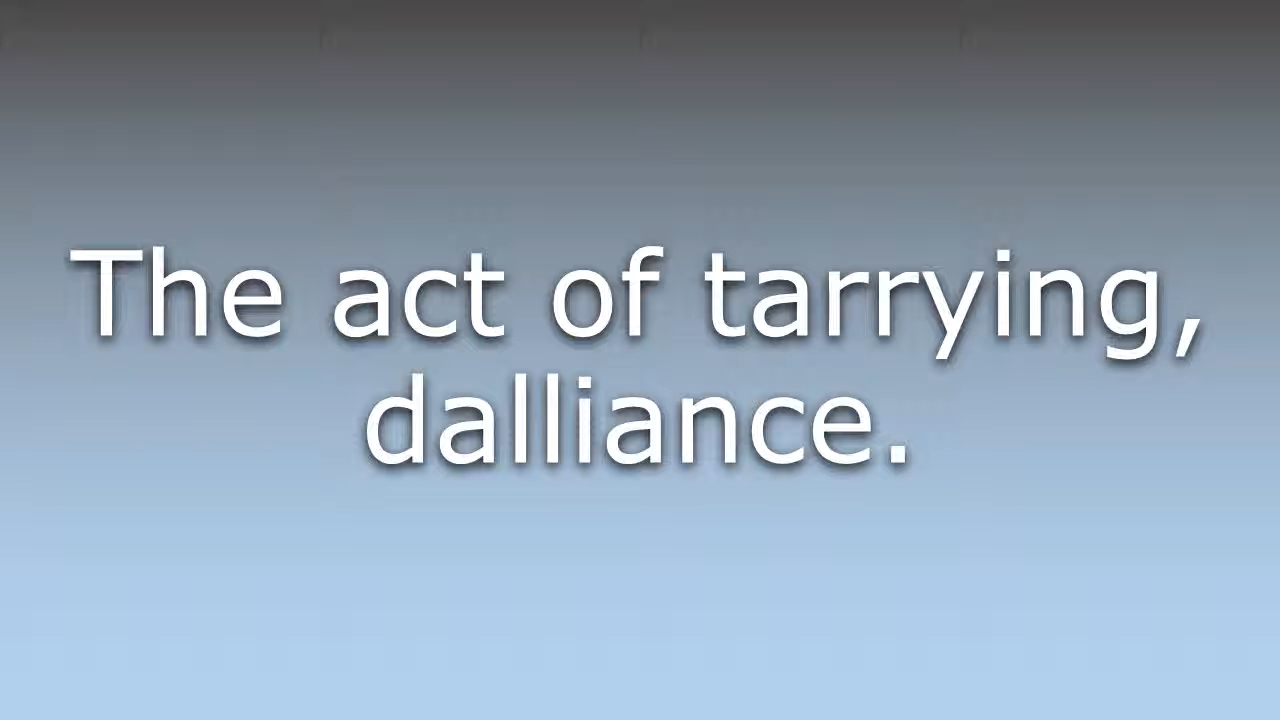 The act of tarrying,
dalliance.